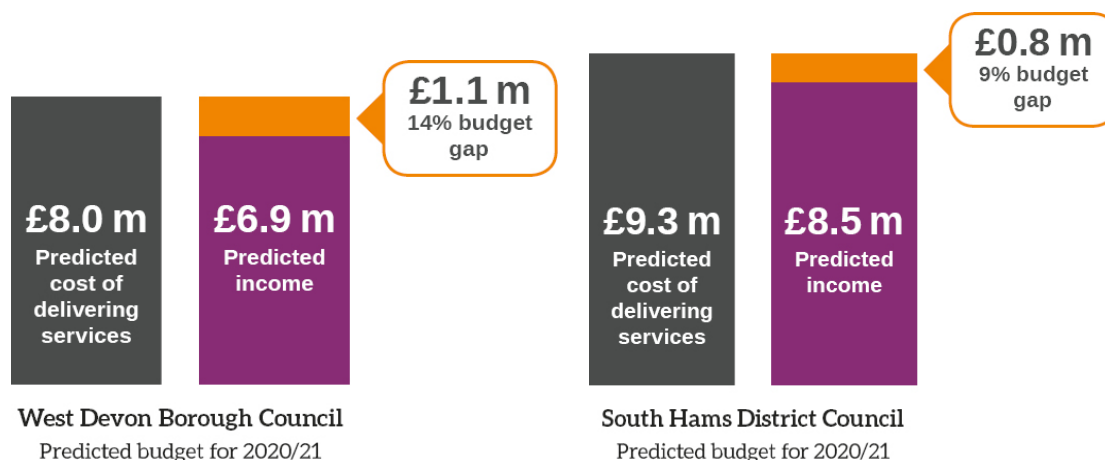 £8.0 m
Predicted
cost of
delivering
services
£6.9 m
Predicted
income
£1.1 m
14% budget
gap
West Devon Borough Council
Predicted budget for 2020/21
£9.3 m
Predicted
cost of
delivering
services
£8.5 m
Predicted
income
£0.8 m
9% budget
gap
South Hams District Council
Predicted budget for 2020/21